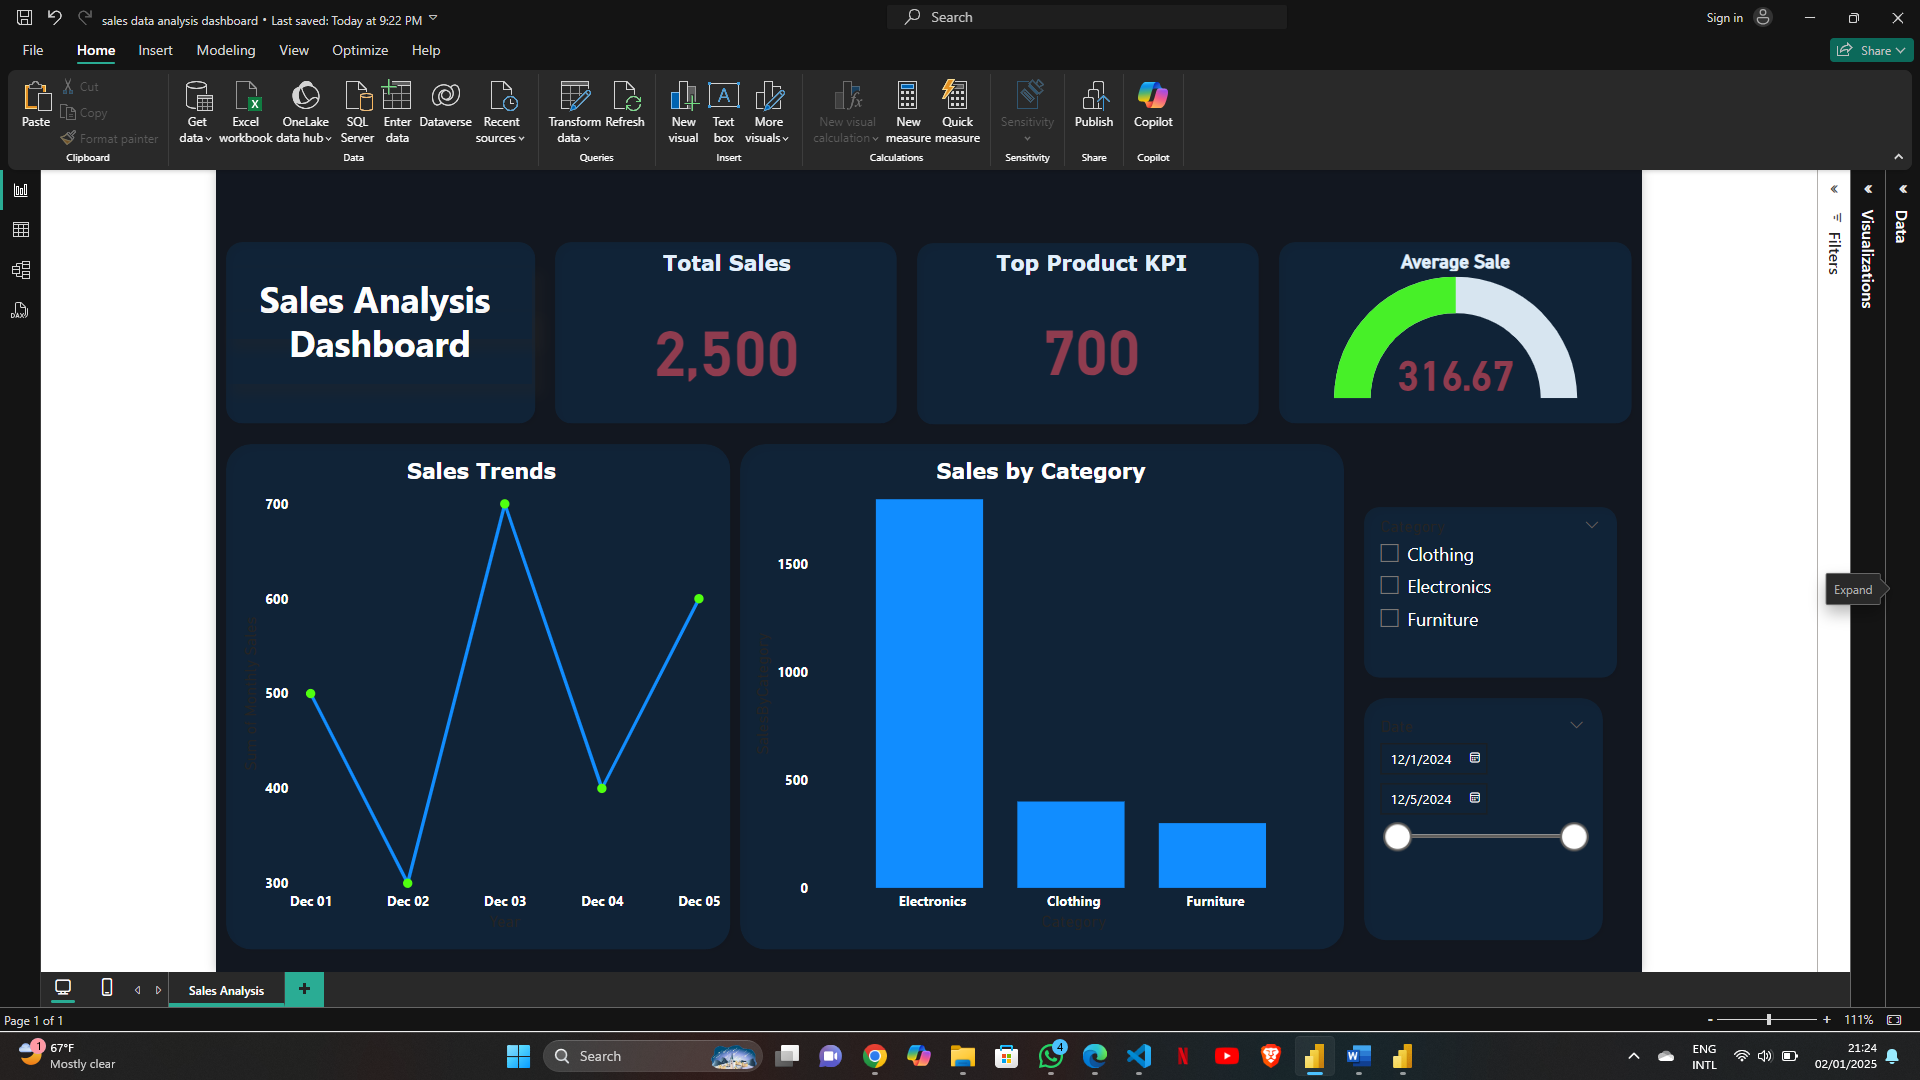 sales data analysis dashboard • Last saved: Today at 9:22 PM
Search
Sign in
File
Home
Insert
Modeling
View
Optimize
Help
Share
Paste
Cut
Copy
Format painter
Clipboard
Get data
Excel workbook
OneLake data hub
SQL Server
Enter data
Dataverse
Recent sources
Data
Transform data
Refresh
Queries
New visual
Text box
More visuals
Insert
New visual calculation
New measure
Quick measure
Calculations
Sensitivity
Sensitivity
Publish
Share
Copilot
Copilot
Sales Analysis
Dashboard
Total Sales
2,500
Top Product KPI
700
Average Sale
316.67
Filters
Visualizations
Data
Sales Trends
700
600
500
400
300
Dec 01
Dec 02
Dec 03
Dec 04
Dec 05
Sales by Category
1500
1000
500
0
Electronics
Clothing
Furniture
Category
Category
Clothing
Electronics
Furniture
Expand
Date
12/1/2024
12/5/2024
Sales Analysis
Page 1 of 1
- + 111%
1
67°F
Mostly clear
Search
4
ENG
INTL
21:24
02/01/2025